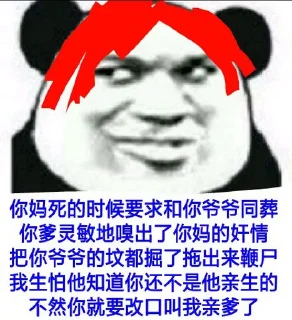 你妈死的时候要求和你爷爷同葬
你爹灵敏地嗅出了你妈的奸情
把你爷爷的坟都掘了拖出来鞭尸
我生怕他知道你还不是他亲生的
不然你就要改口叫我亲爹了